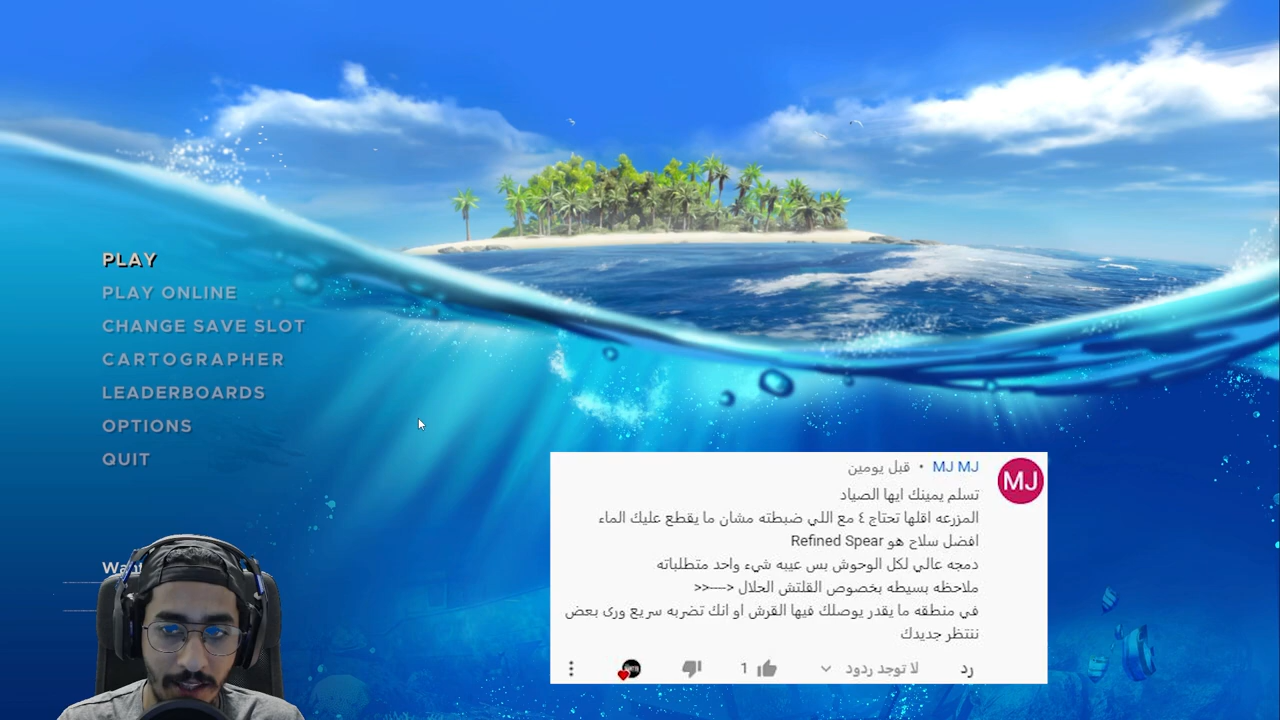 PLAY
PLAY ONLINE
CHANGE SAVE SLOT
CARTOGRAPHER
LEADERBOARDS
OPTIONS
QUIT
MJ MJ • قبل يومين
MJ
تسلم يمينك ايها الصياد
المزرعه اقلها تحتاج ٤ مع اللي ضبطته مشان ما يقطع عليك الماء
افضل سلاح هو Refined Spear
دمجه عالي لكل الوحوش بس عيبه شيء واحد متطلباته
ملاحظه بسيطه بخصوص القلتش الحلال <---->>
في منطقه ما يقدر يوصلك فيها القرش او انك تضربه سريع ورى بعض
ننتظر جديدك
رد
لا توجد ردود
1